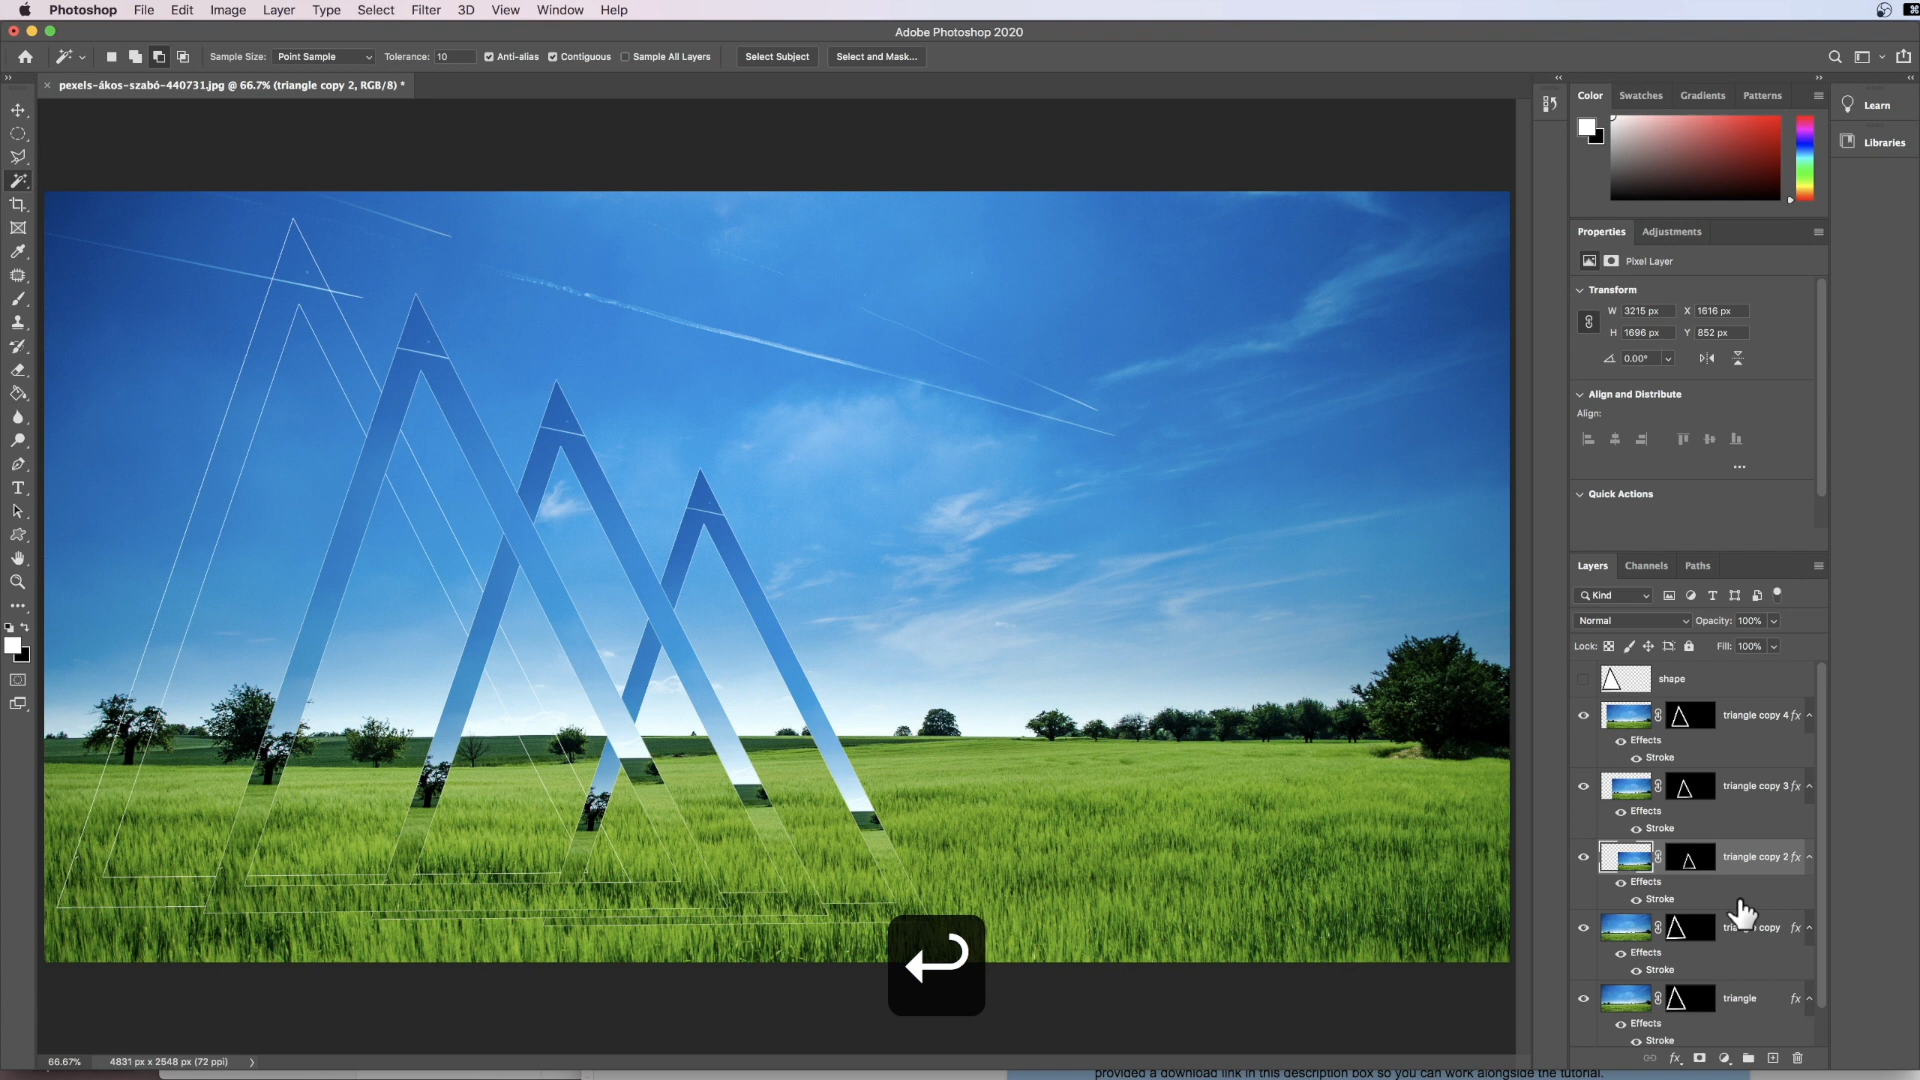 Photoshop File Edit Image Layer Type Select Filter 3D View Window Help
Adobe Photoshop 2020
Sample Size: Point Sample Tolerance: 10 Anti-alias Contiguous Sample All Layers Select Subject Select and Mask...
pexels-ákos-szabó-440731.jpg @ 66.7% (triangle copy 2, RGB/8) *
Color Swatches Gradients Patterns
Learn
Libraries
Properties Adjustments
Pixel Layer
Transform
W 3215 px X 1616 px
H 1696 px Y 852 px
0.00°
Align and Distribute
Align:
Quick Actions
Layers Channels Paths
Kind
Normal Opacity: 100%
Lock: Fill: 100%
shape
triangle copy 4 fx
Effects
Stroke
triangle copy 3 fx
Effects
Stroke
triangle copy 2 fx
Effects
Stroke
copy fx
Effects
Stroke
triangle fx
Effects
Stroke
fx
66.67% 4831 px x 2548 px (72 ppi)
provided a download link in this description box so you can work alongside the tutorial.